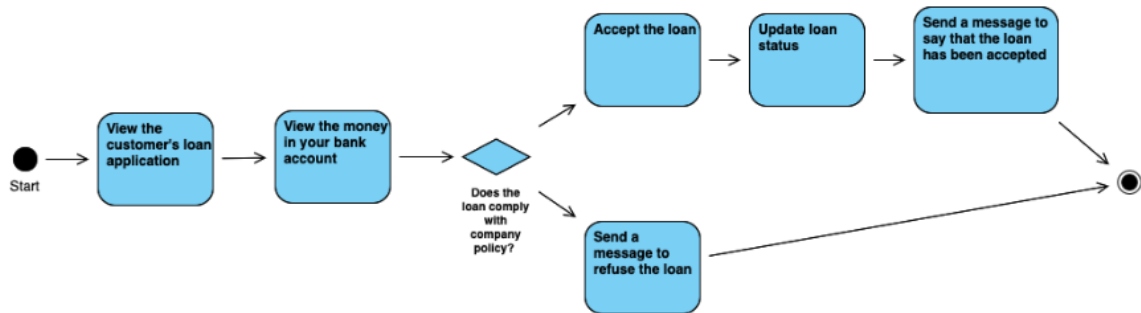 Start
View the
customer's loan
application
View the money
in your bank
account
Does the
loan comply
with
company
policy?
Accept the loan
Update loan
status
Send a message to
say that the loan
has been accepted
Send a
message to
refuse the loan